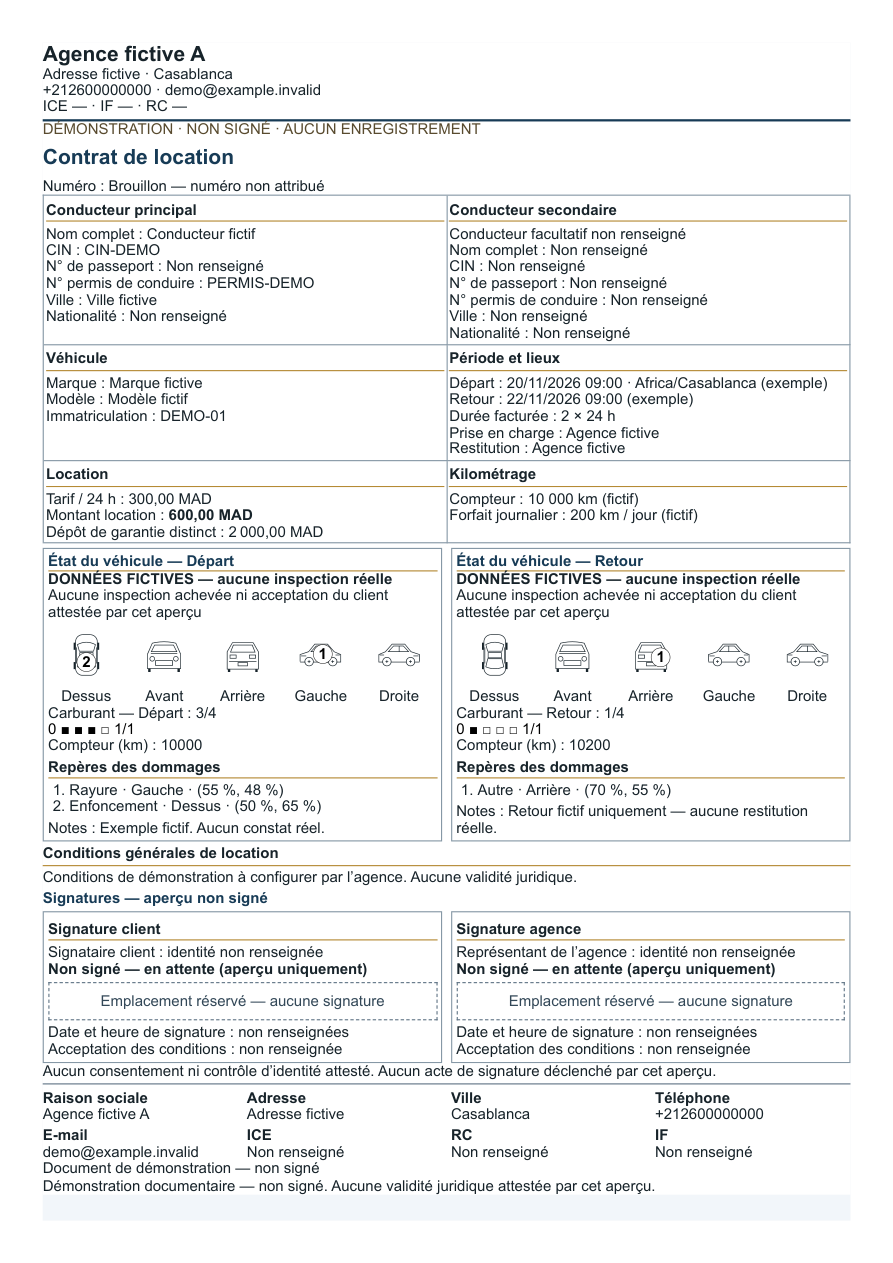 Agence fictive A
Adresse fictive · Casablanca
+212600000000 · demo@example.invalid
ICE — · IF — · RC —
DÉMONSTRATION · NON SIGNÉ · AUCUN ENREGISTREMENT
Contrat de location
Numéro : Brouillon — numéro non attribué
Conducteur principal
Nom complet : Conducteur fictif
CIN : CIN-DEMO
N° de passeport : Non renseigné
N° permis de conduire : PERMIS-DEMO
Ville : Ville fictive
Nationalité : Non renseigné
Conducteur secondaire
Conducteur facultatif non renseigné
Nom complet : Non renseigné
CIN : Non renseigné
N° de passeport : Non renseigné
N° permis de conduire : Non renseigné
Ville : Non renseigné
Nationalité : Non renseigné
Véhicule
Marque : Marque fictive
Modèle : Modèle fictif
Immatriculation : DEMO-01
Période et lieux
Départ : 20/11/2026 09:00 · Africa/Casablanca (exemple)
Retour : 22/11/2026 09:00 (exemple)
Durée facturée : 2 × 24 h
Prise en charge : Agence fictive
Restitution : Agence fictive
Location
Tarif / 24 h : 300,00 MAD
Montant location : 600,00 MAD
Dépôt de garantie distinct : 2 000,00 MAD
Kilométrage
Compteur : 10 000 km (fictif)
Forfait journalier : 200 km / jour (fictif)
État du véhicule — Départ
DONNÉES FICTIVES — aucune inspection réelle
Aucune inspection achevée ni acceptation du client
attestée par cet aperçu
2 1
Dessus Avant Arrière Gauche Droite
Carburant — Départ : 3/4
0 ■ ■ ■ □ 1/1
Compteur (km) : 10000
Repères des dommages
1. Rayure · Gauche · (55 %, 48 %)
2. Enfoncement · Dessus · (50 %, 65 %)
Notes : Exemple fictif. Aucun constat réel.
État du véhicule — Retour
DONNÉES FICTIVES — aucune inspection réelle
Aucune inspection achevée ni acceptation du client
attestée par cet aperçu
1
Dessus Avant Arrière Gauche Droite
Carburant — Retour : 1/4
0 ■ □ □ □ 1/1
Compteur (km) : 10200
Repères des dommages
1. Autre · Arrière · (70 %, 55 %)
Notes : Retour fictif uniquement — aucune restitution
réelle.
Conditions générales de location
Conditions de démonstration à configurer par l’agence. Aucune validité juridique.
Signatures — aperçu non signé
Signature client
Signataire client : identité non renseignée
Non signé — en attente (aperçu uniquement)
Emplacement réservé — aucune signature
Date et heure de signature : non renseignées
Acceptation des conditions : non renseignée
Signature agence
Représentant de l’agence : identité non renseignée
Non signé — en attente (aperçu uniquement)
Emplacement réservé — aucune signature
Date et heure de signature : non renseignées
Acceptation des conditions : non renseignée
Aucun consentement ni contrôle d’identité attesté. Aucun acte de signature déclenché par cet aperçu.
Raison sociale Adresse Ville Téléphone
Agence fictive A Adresse fictive Casablanca +212600000000
E-mail ICE RC IF
demo@example.invalid Non renseigné Non renseigné Non renseigné
Document de démonstration — non signé
Démonstration documentaire — non signé. Aucune validité juridique attestée par cet aperçu.